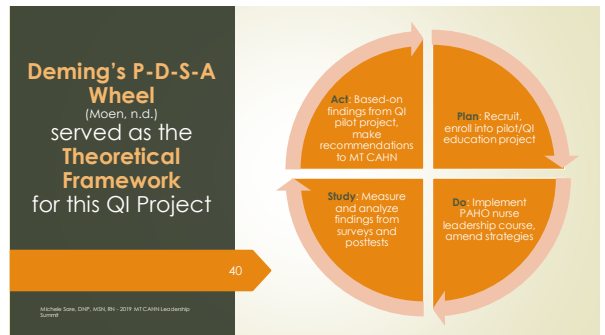 Deming's P-D-S-A
Wheel
(Moen, n.d.)
served as the
Theoretical
Framework
for this QI Project
40
Michele Sare, DNP, MSN, RN - 2019 MT CAHN Leadership
Summit
Act: Based-on
findings from QI
pilot project,
make
recommendations
to MT CAHN
Plan: Recruit,
enroll into pilot/QI
education project
Study: Measure
and analyze
findings from
surveys and
posttests
Do: Implement
PAHO nurse
leadership course,
amend strategies